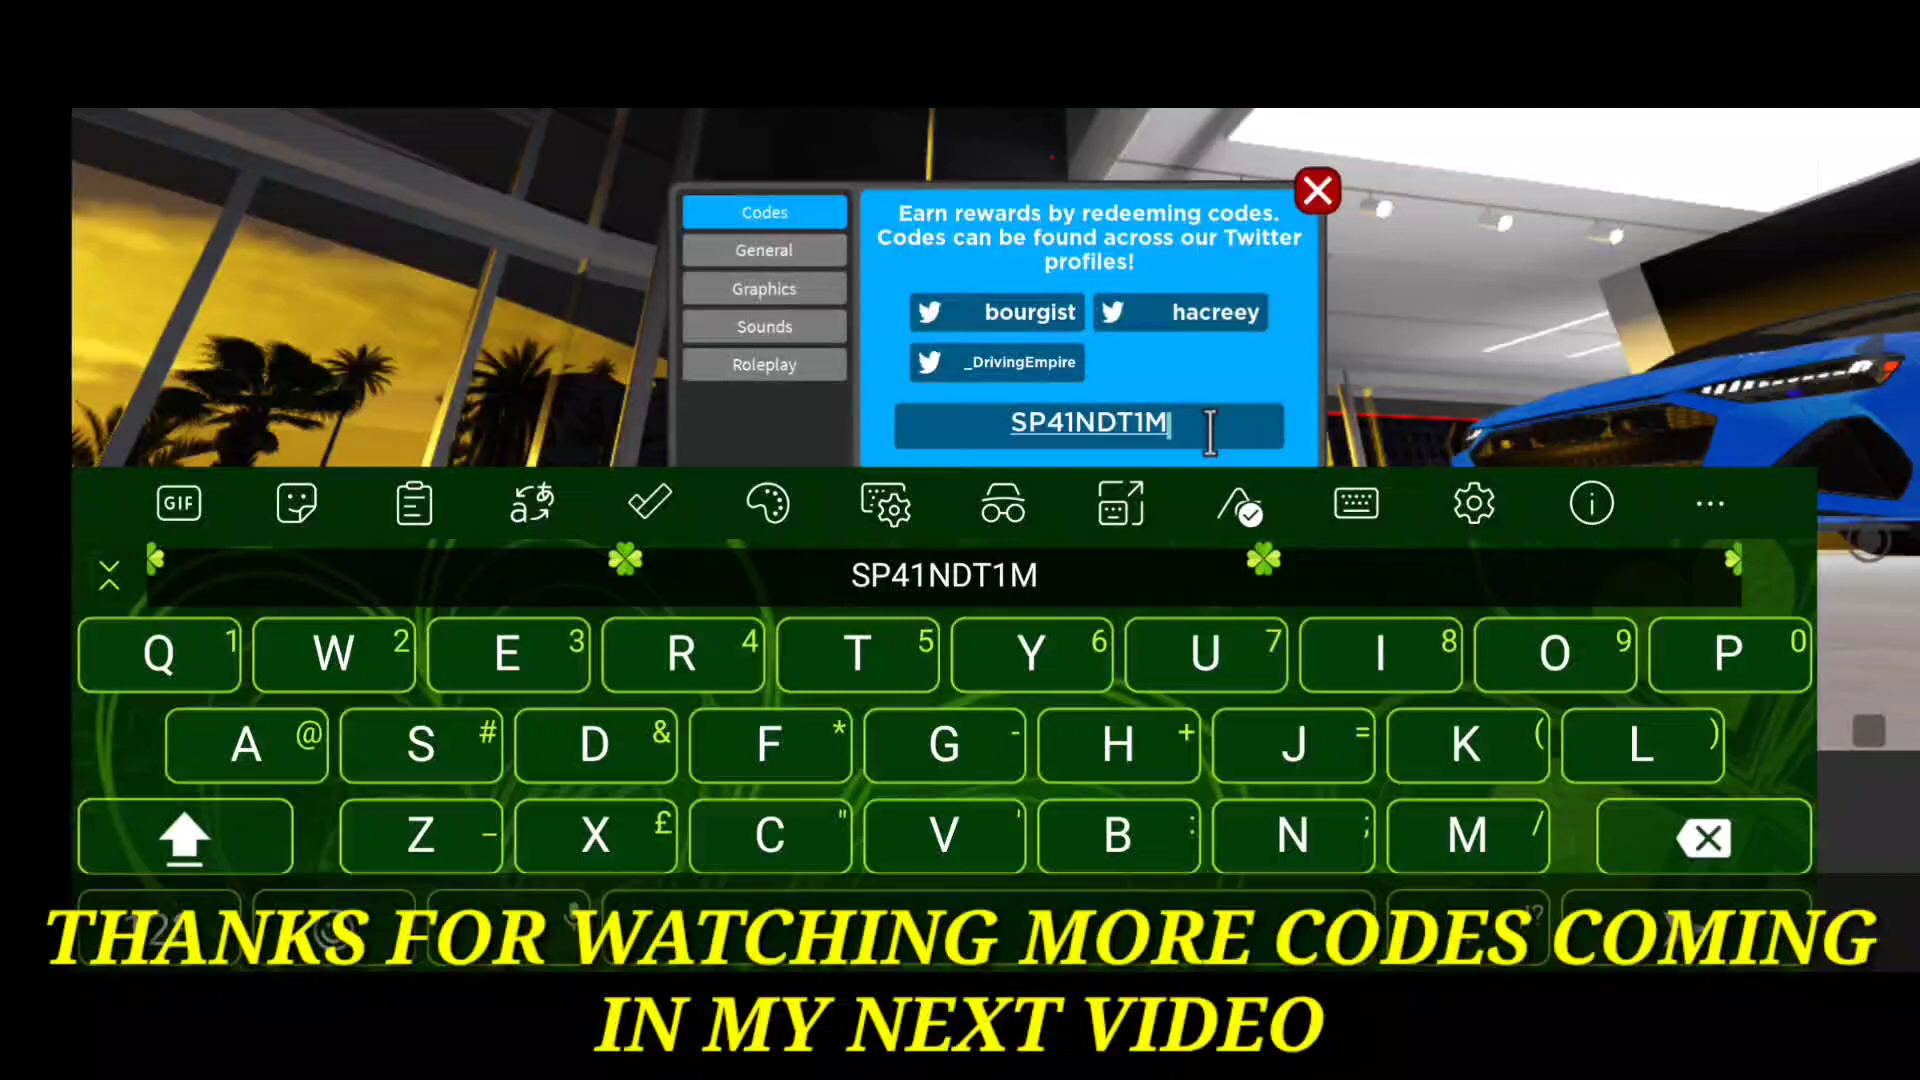 Codes
General
Graphics
Sounds
Roleplay
Earn rewards by redeeming codes.
Codes can be found across our Twitter
profiles!
bourgist
hacreey
_DrivingEmpire
SP41NDT1M
GIF
SP41NDT1M
Q 1 W 2 E 3 R 4 T 5 Y 6 U 7 I 8 O 9 P 0
A @ S # D & F * G - H + J = K ( L )
Z _ X £ C " V ' B : N ; M /
THANKS FOR WATCHING MORE CODES COMING
IN MY NEXT VIDEO